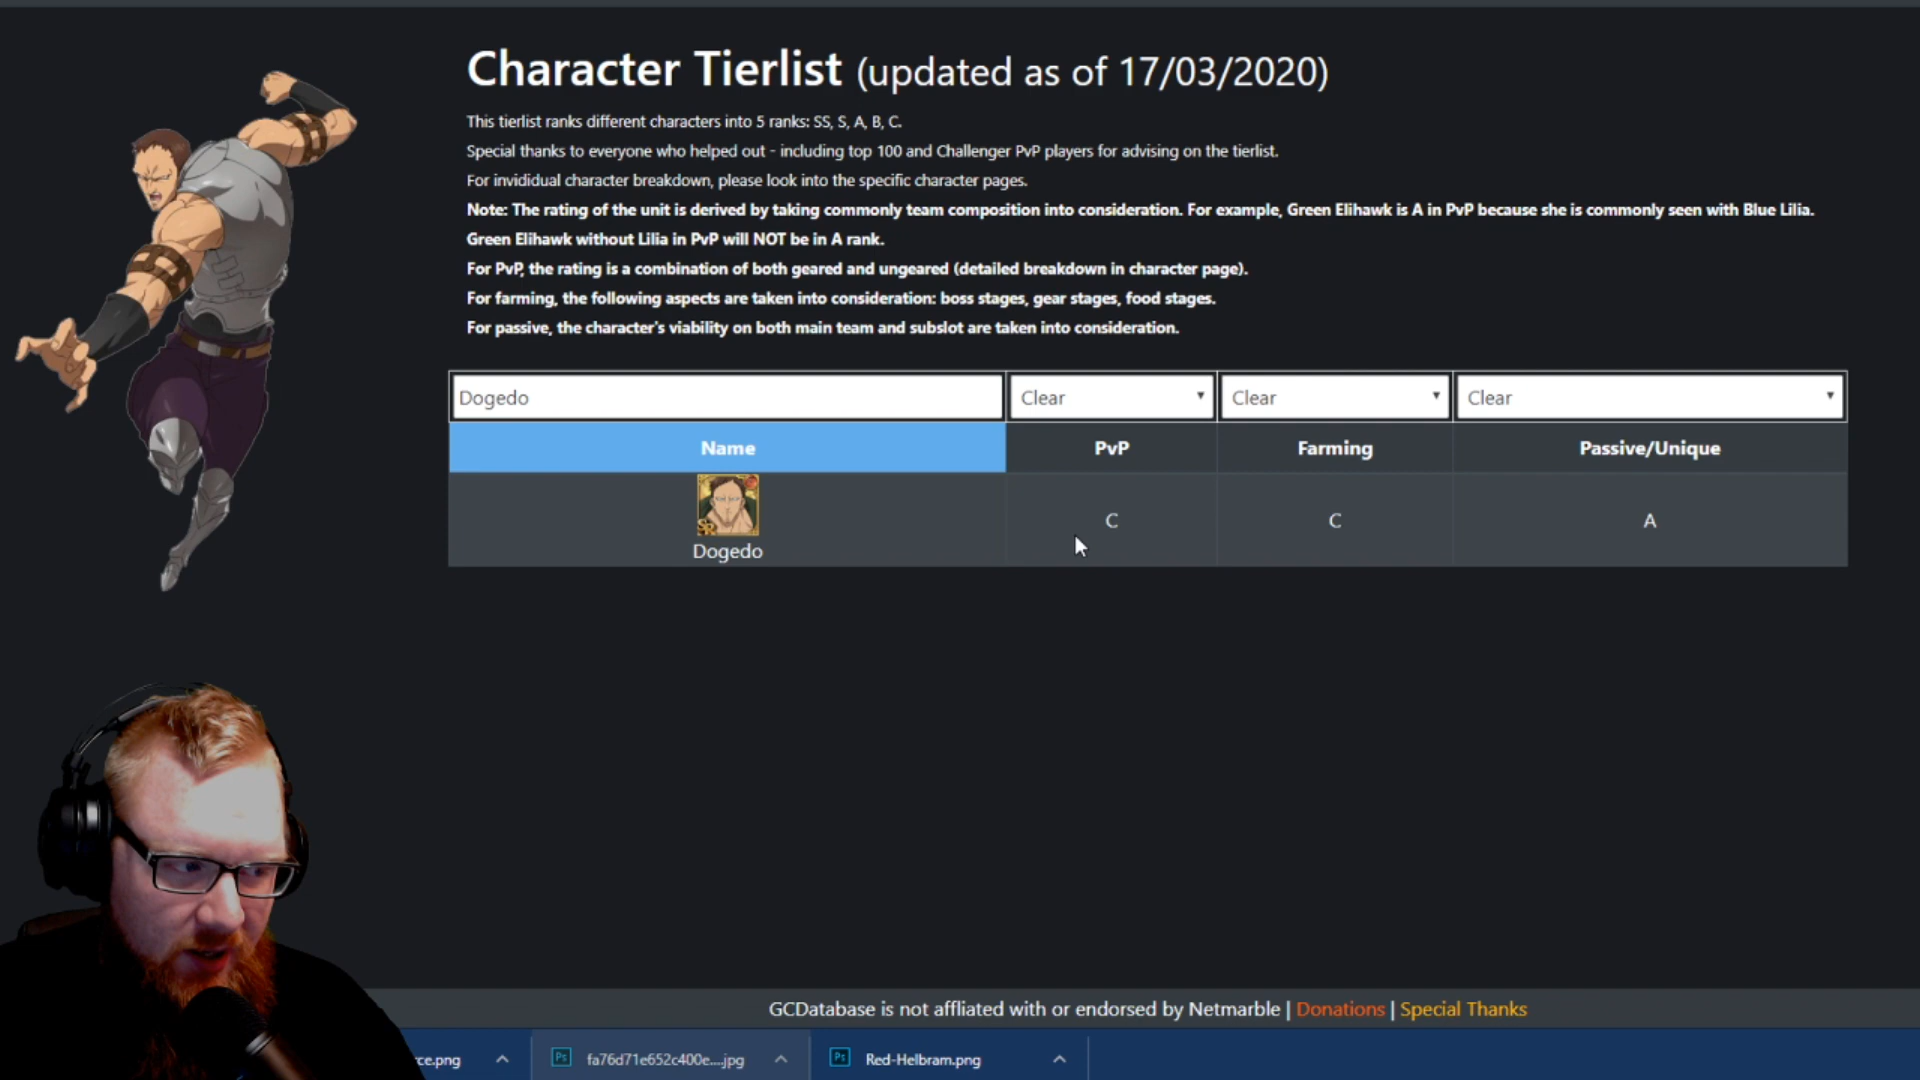 Character Tierlist (updated as of 17/03/2020)
This tierlist ranks different characters into 5 ranks: SS, S, A, B, C.
Special thanks to everyone who helped out - including top 100 and Challenger PvP players for advising on the tierlist.
For invididual character breakdown, please look into the specific character pages.
Note: The rating of the unit is derived by taking commonly team composition into consideration. For example, Green Elihawk is A in PvP because she is commonly seen with Blue Lilia.
Green Elihawk without Lilia in PvP will NOT be in A rank.
For PvP, the rating is a combination of both geared and ungeared (detailed breakdown in character page).
For farming, the following aspects are taken into consideration: boss stages, gear stages, food stages.
For passive, the character's viability on both main team and subslot are taken into consideration.
Dogedo Clear Clear Clear
Name PvP Farming Passive/Unique
SR
C C A
Dogedo
GCDatabase is not affliated with or endorsed by Netmarble | Donations | Special Thanks
rce.png Ps fa76d71e652c400e....jpg Ps Red-Helbram.png